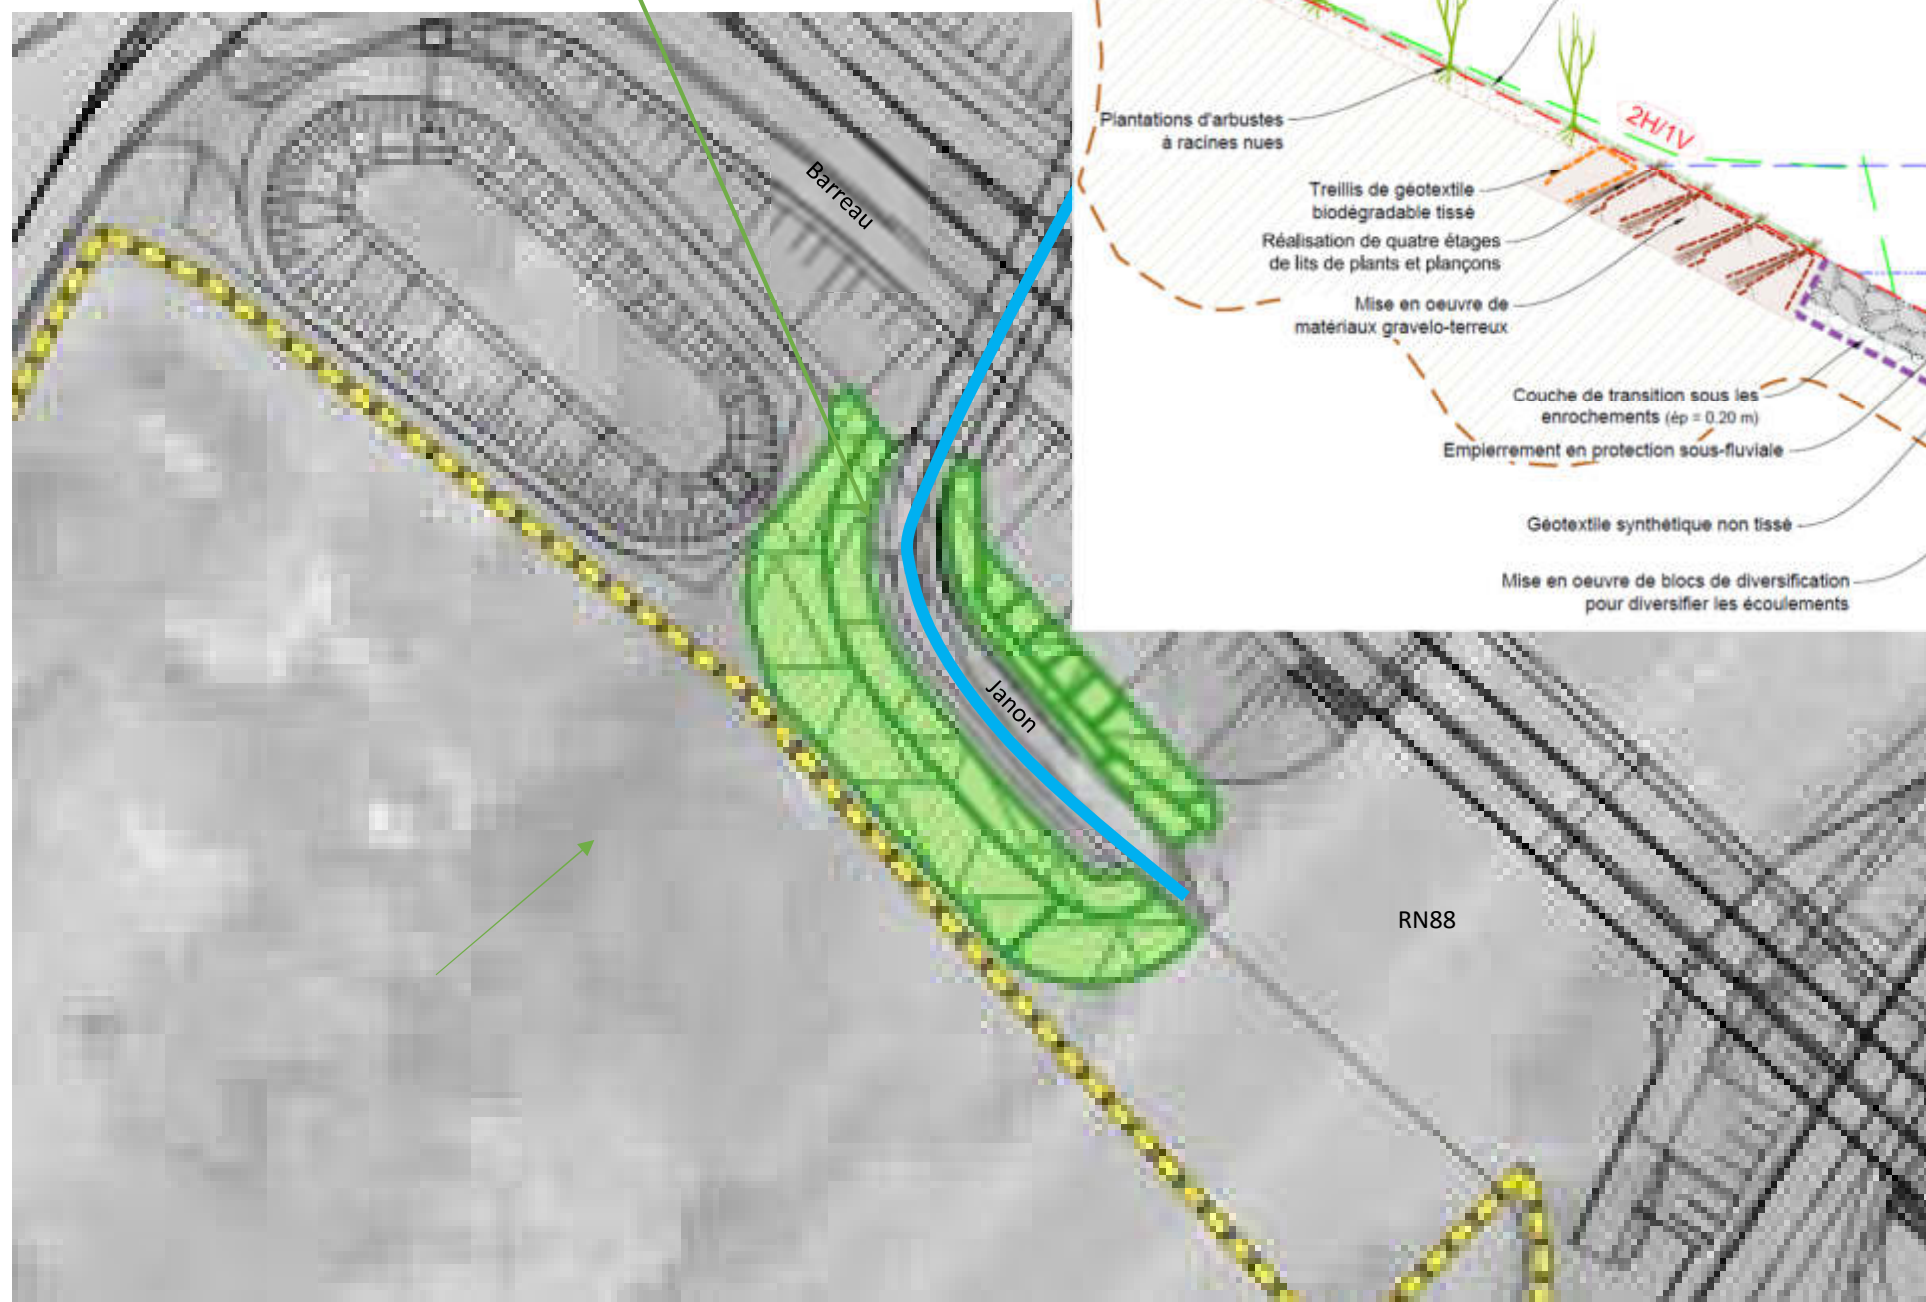 Barreau
Janon
RN88
2H/1V
Plantations d'arbustes
à racines nues
Treillis de géotextile
biodégradable tissé
Réalisation de quatre étages
de lits de plants et plançons
Mise en oeuvre de
matériaux gravelo-terreux
Couche de transition sous les
enrochements (ép = 0.20 m)
Empierrement en protection sous-fluviale
Géotextile synthétique non tissé
Mise en oeuvre de blocs de diversification
pour diversifier les écoulements